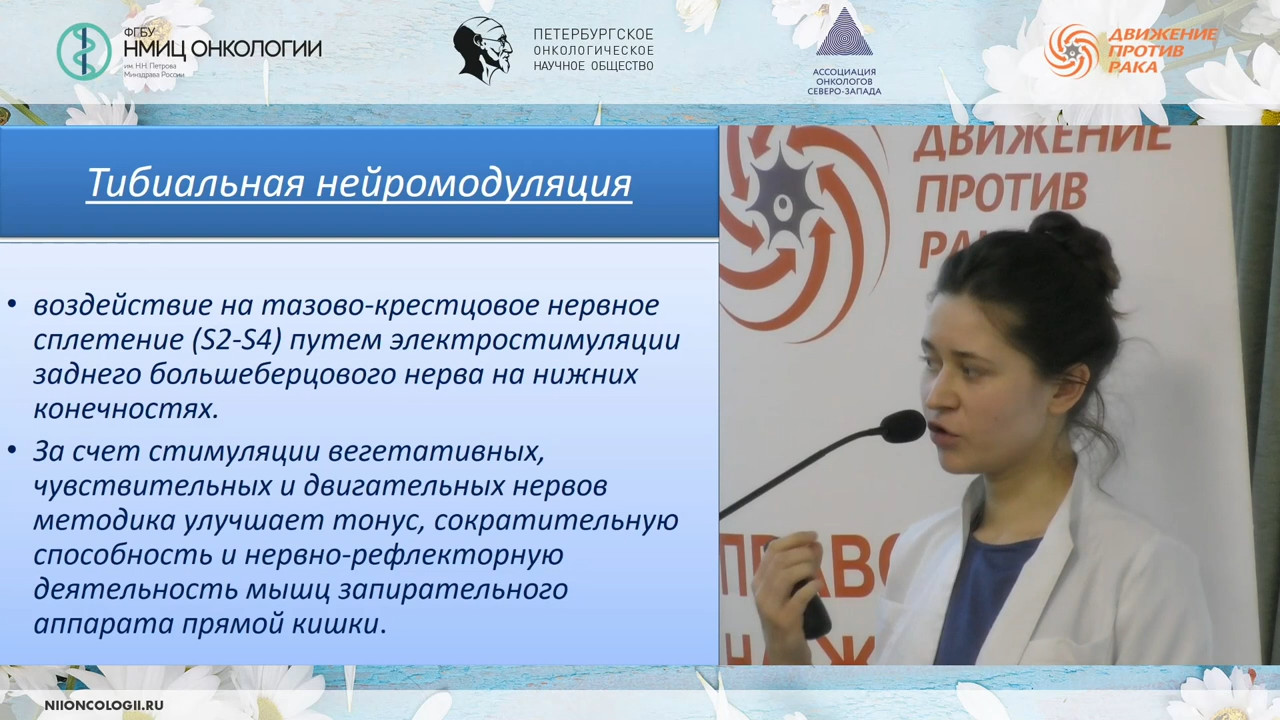 ФГБУ
НМИЦ ОНКОЛОГИИ
им. Н.Н. Петрова
Минздрава России
ПЕТЕРБУРГСКОЕ
ОНКОЛОГИЧЕСКОЕ
НАУЧНОЕ ОБЩЕСТВО
АССОЦИАЦИЯ
ОНКОЛОГОВ
СЕВЕРО-ЗАПАДА
ДВИЖЕНИЕ
ПРОТИВ
РАКА
Тибиальная нейромодуляция
• воздействие на тазово-крестцовое нервное
сплетение (S2-S4) путем электростимуляции
заднего большеберцового нерва на нижних
конечностях.
• За счет стимуляции вегетативных,
чувствительных и двигательных нервов
методика улучшает тонус, сократительную
способность и нервно-рефлекторную
деятельность мышц запирательного
аппарата прямой кишки.
ДВИЖЕНИЕ
ПРОТИВ
РА
ПРАВО
НА Ж
NIIONCOLOGII.RU